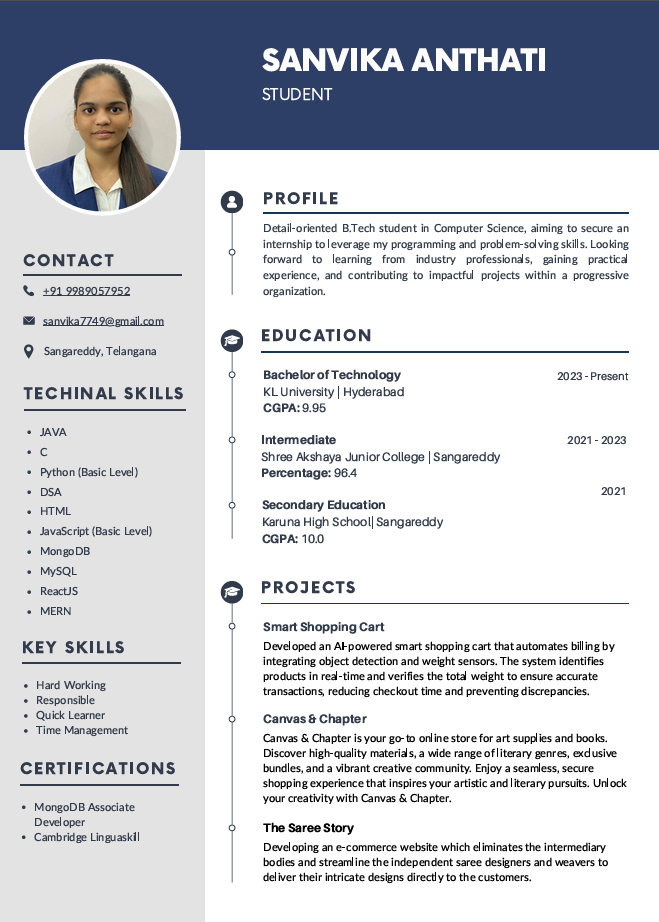 SANVIKA ANTHATI
STUDENT
CONTACT
+91 9989057952
sanvika7749@gmail.com
Sangareddy, Telangana
TECHINAL SKILLS
JAVA
C
Python (Basic Level)
DSA
HTML
JavaScript (Basic Level)
MongoDB
MySQL
ReactJS
MERN
KEY SKILLS
Hard Working
Responsible
Quick Learner
Time Management
CERTIFICATIONS
MongoDB Associate
Developer
Cambridge Linguaskill
PROFILE
Detail-oriented B.Tech student in Computer Science, aiming to secure an
internship to leverage my programming and problem-solving skills. Looking
forward to learning from industry professionals, gaining practical
experience, and contributing to impactful projects within a progressive
organization.
EDUCATION
Bachelor of Technology 2023 - Present
KL University | Hyderabad
CGPA: 9.95
Intermediate 2021 - 2023
Shree Akshaya Junior College | Sangareddy
Percentage: 96.4
2021
Secondary Education
Karuna High School| Sangareddy
CGPA: 10.0
PROJECTS
Smart Shopping Cart
Developed an AI-powered smart shopping cart that automates billing by
integrating object detection and weight sensors. The system identifies
products in real-time and verifies the total weight to ensure accurate
transactions, reducing checkout time and preventing discrepancies.
Canvas & Chapter
Canvas & Chapter is your go-to online store for art supplies and books.
Discover high-quality materials, a wide range of literary genres, exclusive
bundles, and a vibrant creative community. Enjoy a seamless, secure
shopping experience that inspires your artistic and literary pursuits. Unlock
your creativity with Canvas & Chapter.
The Saree Story
Developing an e-commerce website which eliminates the intermediary
bodies and streamline the independent saree designers and weavers to
deliver their intricate designs directly to the customers.